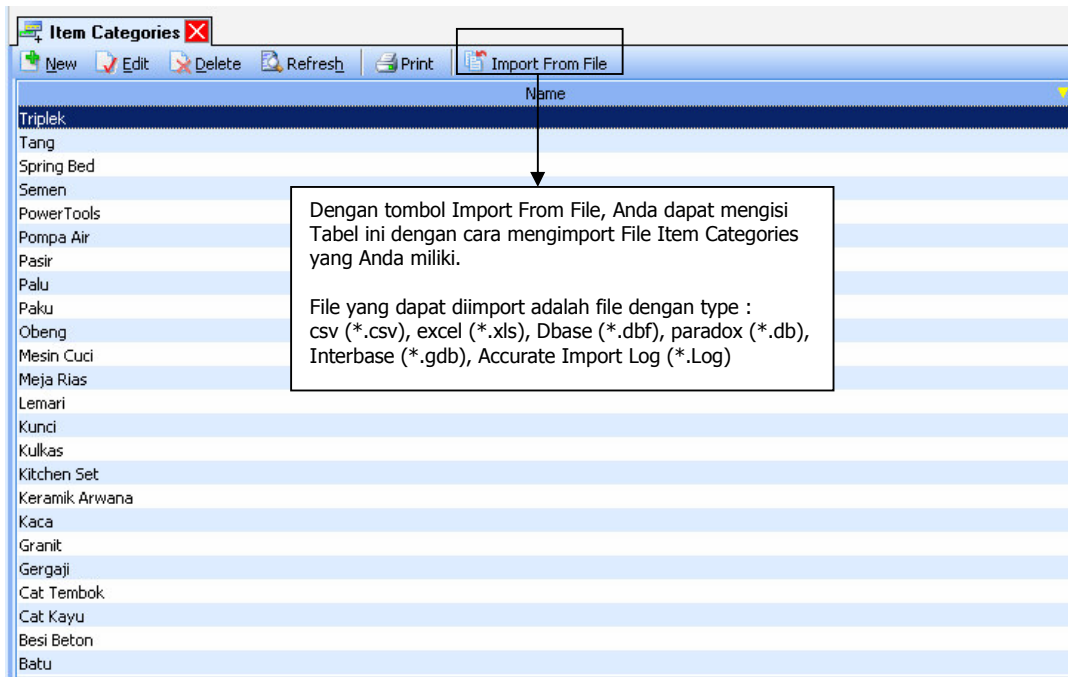 Item Categories
New Edit Delete Refresh Print Import From File
Name
Triplek
Tang
Spring Bed
Semen
PowerTools
Pompa Air
Pasir
Palu
Paku
Obeng
Mesin Cuci
Meja Rias
Lemari
Kunci
Kulkas
Kitchen Set
Keramik Arwana
Kaca
Granit
Gergaji
Cat Tembok
Cat Kayu
Besi Beton
Batu
Dengan tombol Import From File, Anda dapat mengisi
Tabel ini dengan cara mengimport File Item Categories
yang Anda miliki.
File yang dapat diimport adalah file dengan type :
csv (*.csv), excel (*.xls), Dbase (*.dbf), paradox (*.db),
Interbase (*.gdb), Accurate Import Log (*.Log)